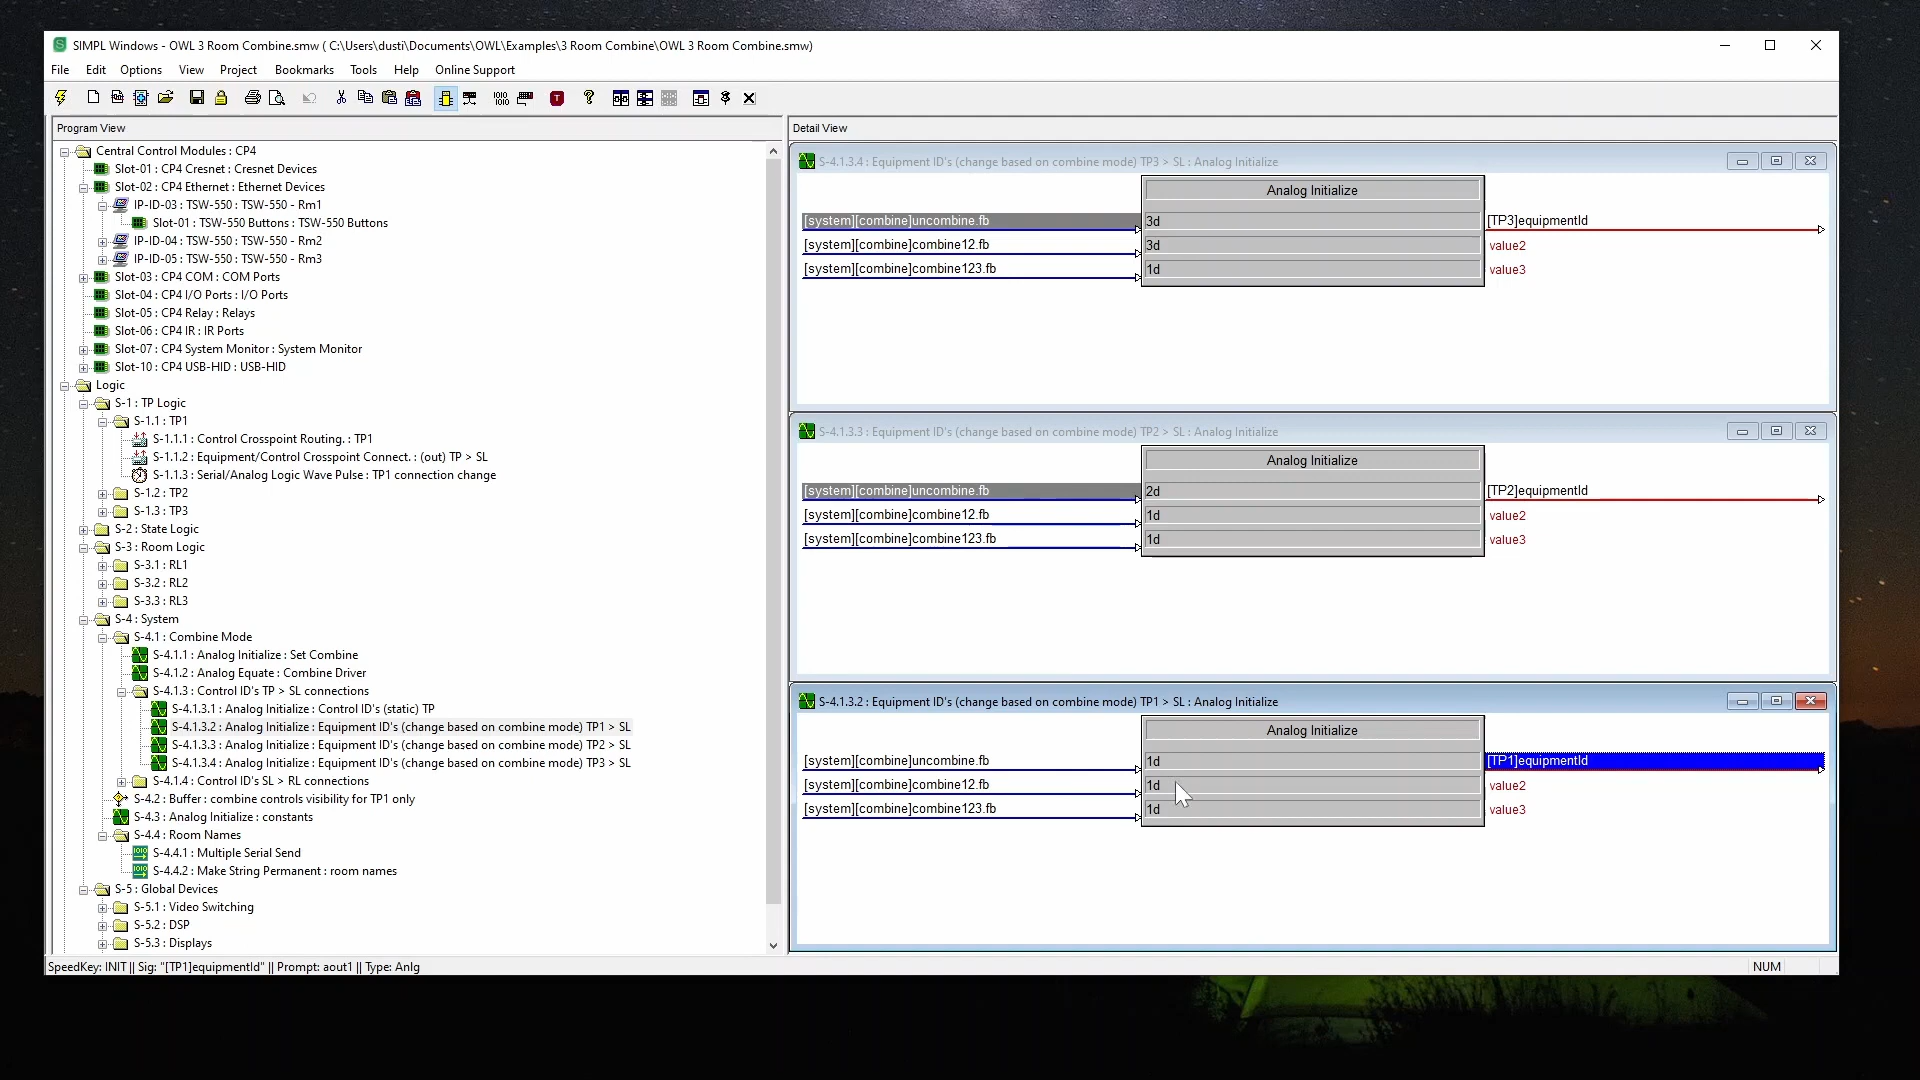 SIMPL Windows - OWL 3 Room Combine.smw ( C:\Users\dusti\Documents\OWL\Examples\3 Room Combine\OWL 3 Room Combine.smw)
File Edit Options View Project Bookmarks Tools Help Online Support
Program View
Central Control Modules : CP4
Slot-01 : CP4 Cresnet : Cresnet Devices
Slot-02 : CP4 Ethernet : Ethernet Devices
IP-ID-03 : TSW-550 : TSW-550 - Rm1
Slot-01 : TSW-550 Buttons : TSW-550 Buttons
IP-ID-04 : TSW-550 : TSW-550 - Rm2
IP-ID-05 : TSW-550 : TSW-550 - Rm3
Slot-03 : CP4 COM : COM Ports
Slot-04 : CP4 I/O Ports : I/O Ports
Slot-05 : CP4 Relay : Relays
Slot-06 : CP4 IR : IR Ports
Slot-07 : CP4 System Monitor : System Monitor
Slot-10 : CP4 USB-HID : USB-HID
Logic
S-1 : TP Logic
S-1.1 : TP1
S-1.1.1 : Control Crosspoint Routing. : TP1
S-1.1.2 : Equipment/Control Crosspoint Connect. : (out) TP > SL
S-1.1.3 : Serial/Analog Logic Wave Pulse : TP1 connection change
S-1.2 : TP2
S-1.3 : TP3
S-2 : State Logic
S-3 : Room Logic
S-3.1 : RL1
S-3.2 : RL2
S-3.3 : RL3
S-4 : System
S-4.1 : Combine Mode
S-4.1.1 : Analog Initialize : Set Combine
S-4.1.2 : Analog Equate : Combine Driver
S-4.1.3 : Control ID's TP > SL connections
S-4.1.3.1 : Analog Initialize : Control ID's (static) TP
S-4.1.3.2 : Analog Initialize : Equipment ID's (change based on combine mode) TP1 > SL
S-4.1.3.3 : Analog Initialize : Equipment ID's (change based on combine mode) TP2 > SL
S-4.1.3.4 : Analog Initialize : Equipment ID's (change based on combine mode) TP3 > SL
S-4.1.4 : Control ID's SL > RL connections
S-4.2 : Buffer : combine controls visibility for TP1 only
S-4.3 : Analog Initialize : constants
S-4.4 : Room Names
S-4.4.1 : Multiple Serial Send
S-4.4.2 : Make String Permanent : room names
S-5 : Global Devices
S-5.1 : Video Switching
S-5.2 : DSP
S-5.3 : Displays
Detail View
S-4.1.3.4 : Equipment ID's (change based on combine mode) TP3 > SL : Analog Initialize
Analog Initialize
[system][combine]uncombine.fb 3d [TP3]equipmentId
[system][combine]combine12.fb 3d value2
[system][combine]combine123.fb 1d value3
S-4.1.3.3 : Equipment ID's (change based on combine mode) TP2 > SL : Analog Initialize
Analog Initialize
[system][combine]uncombine.fb 2d [TP2]equipmentId
[system][combine]combine12.fb 1d value2
[system][combine]combine123.fb 1d value3
S-4.1.3.2 : Equipment ID's (change based on combine mode) TP1 > SL : Analog Initialize
Analog Initialize
[system][combine]uncombine.fb 1d [TP1]equipmentId
[system][combine]combine12.fb 1d value2
[system][combine]combine123.fb 1d value3
SpeedKey: INIT || Sig: "[TP1]equipmentId" || Prompt: aout1 || Type: Anlg
NUM